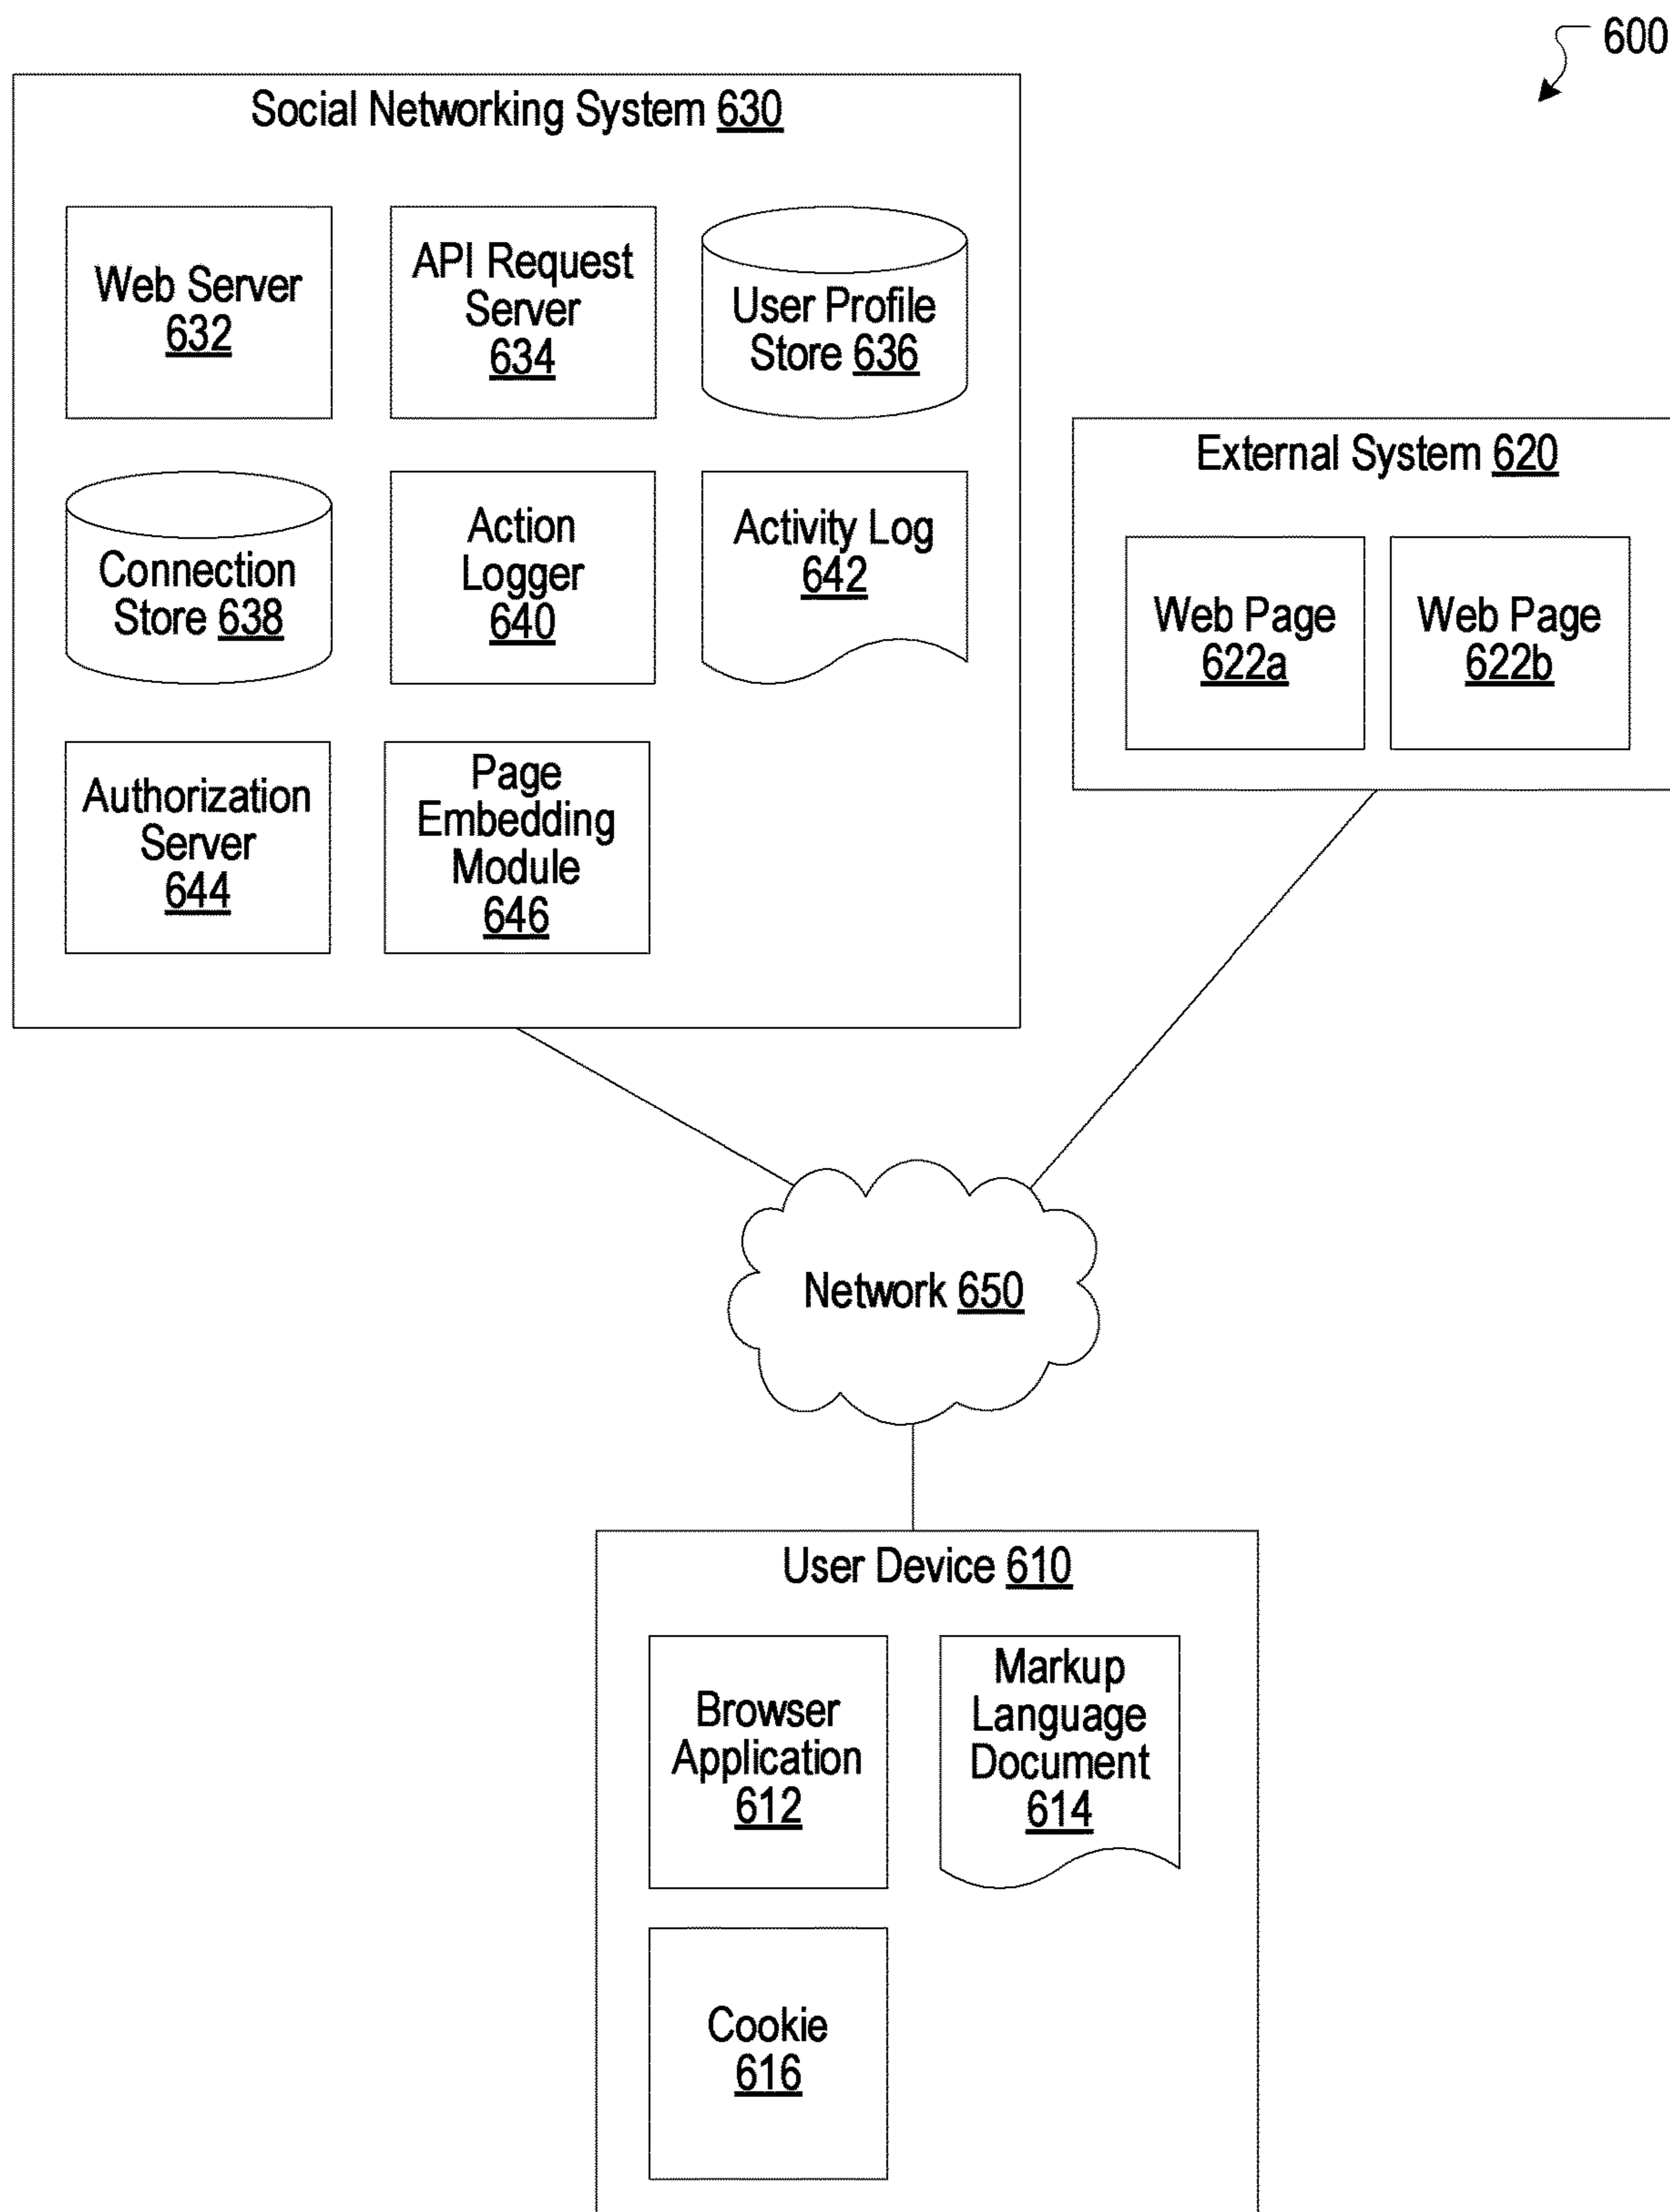 600
Social Networking System 630
Web Server
632
API Request
Server
634
User Profile
Store 636
Connection
Store 638
Action
Logger
640
Activity Log
642
Authorization
Server
644
Page
Embedding
Module
646
External System 620
Web Page
622a
Web Page
622b
Network 650
User Device 610
Browser
Application
612
Markup
Language
Document
614
Cookie
616